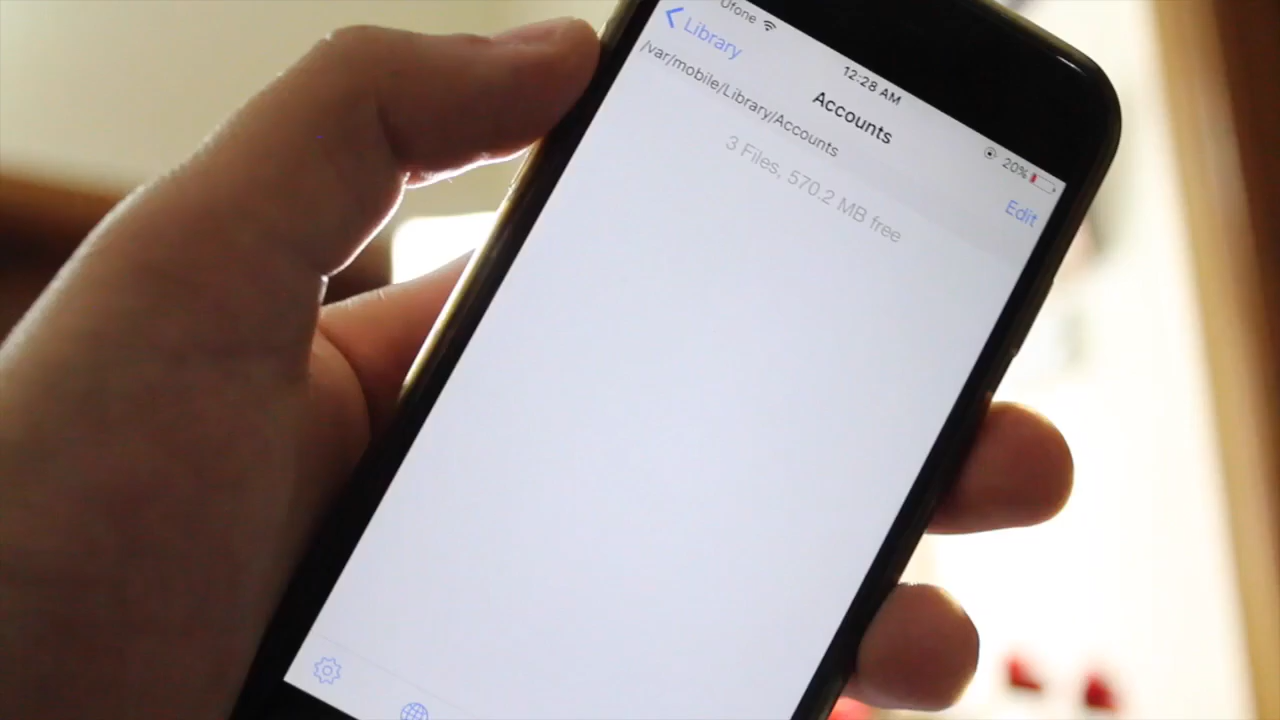 Ufone
12:28 AM
20%
Library
Accounts
Edit
/var/mobile/Library/Accounts
3 Files, 570.2 MB free